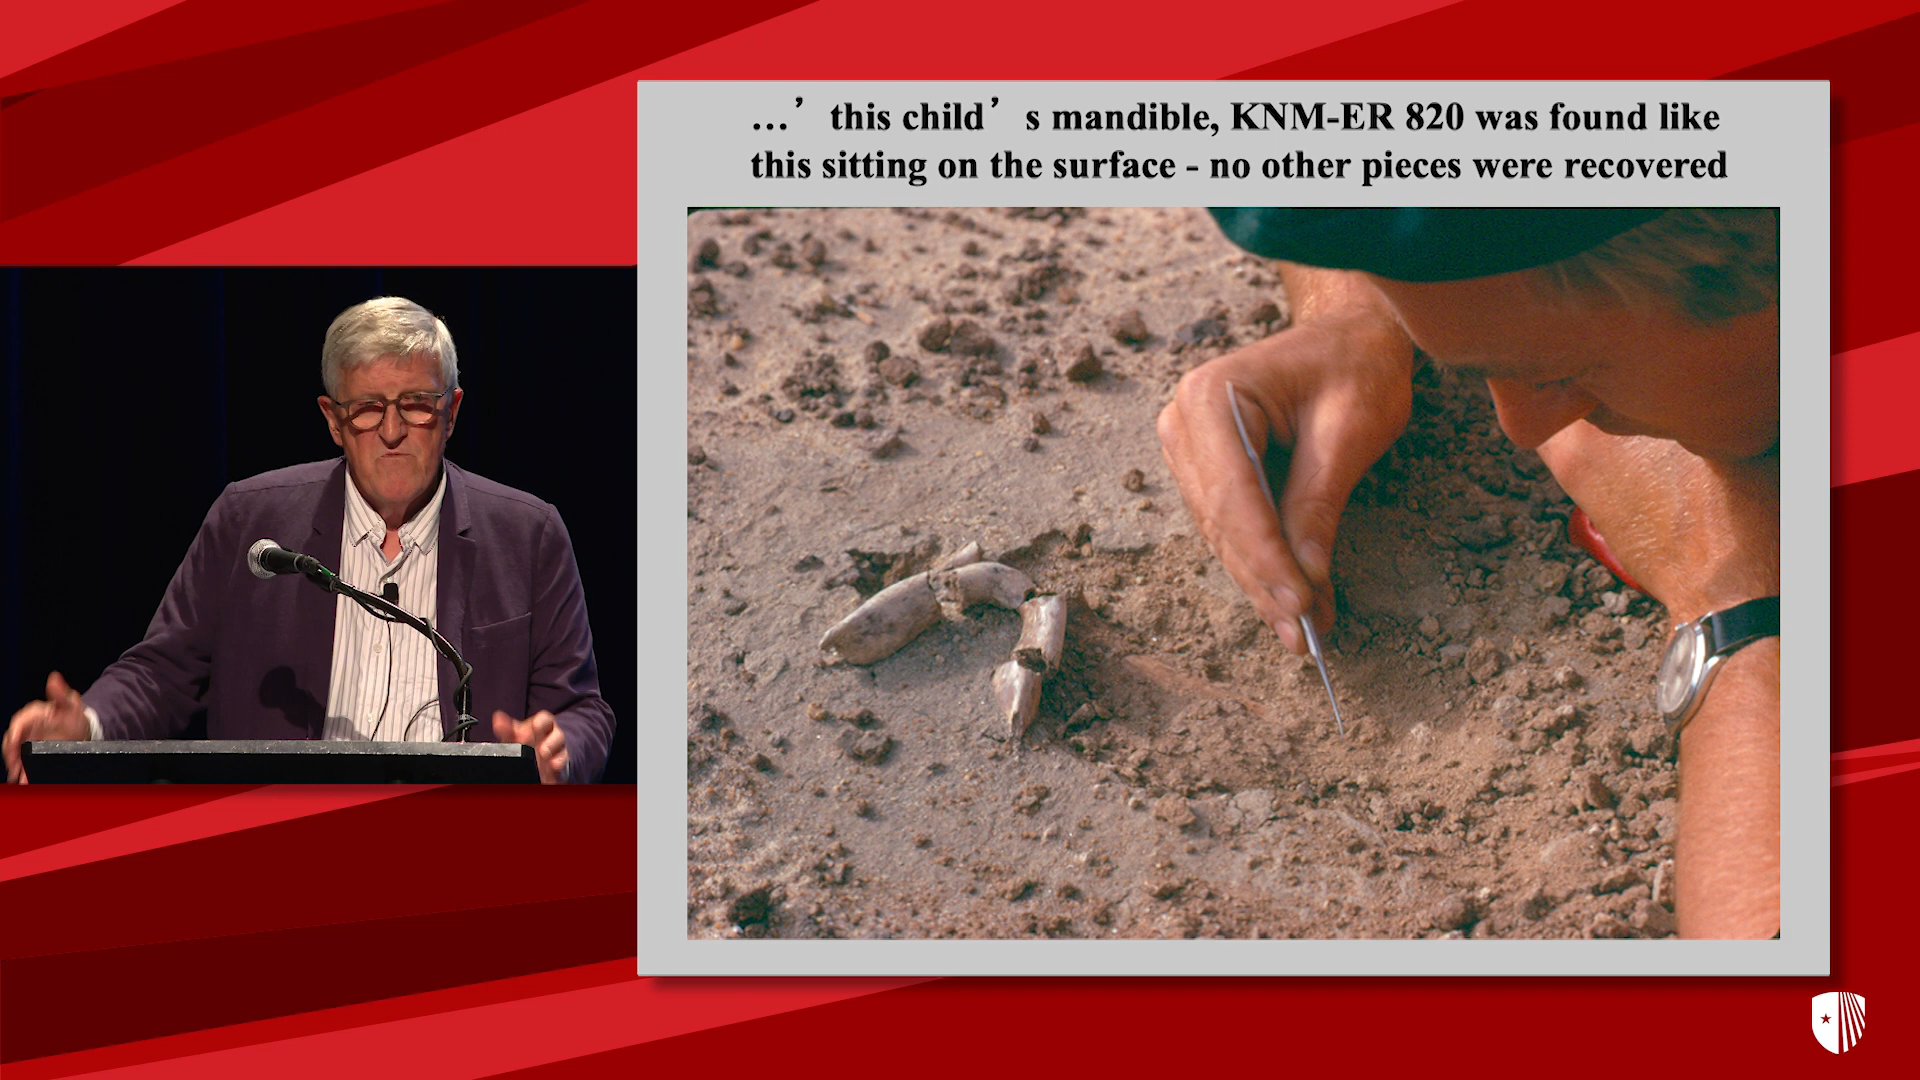 …’ this child’s mandible, KNM-ER 820 was found like
this sitting on the surface - no other pieces were recovered